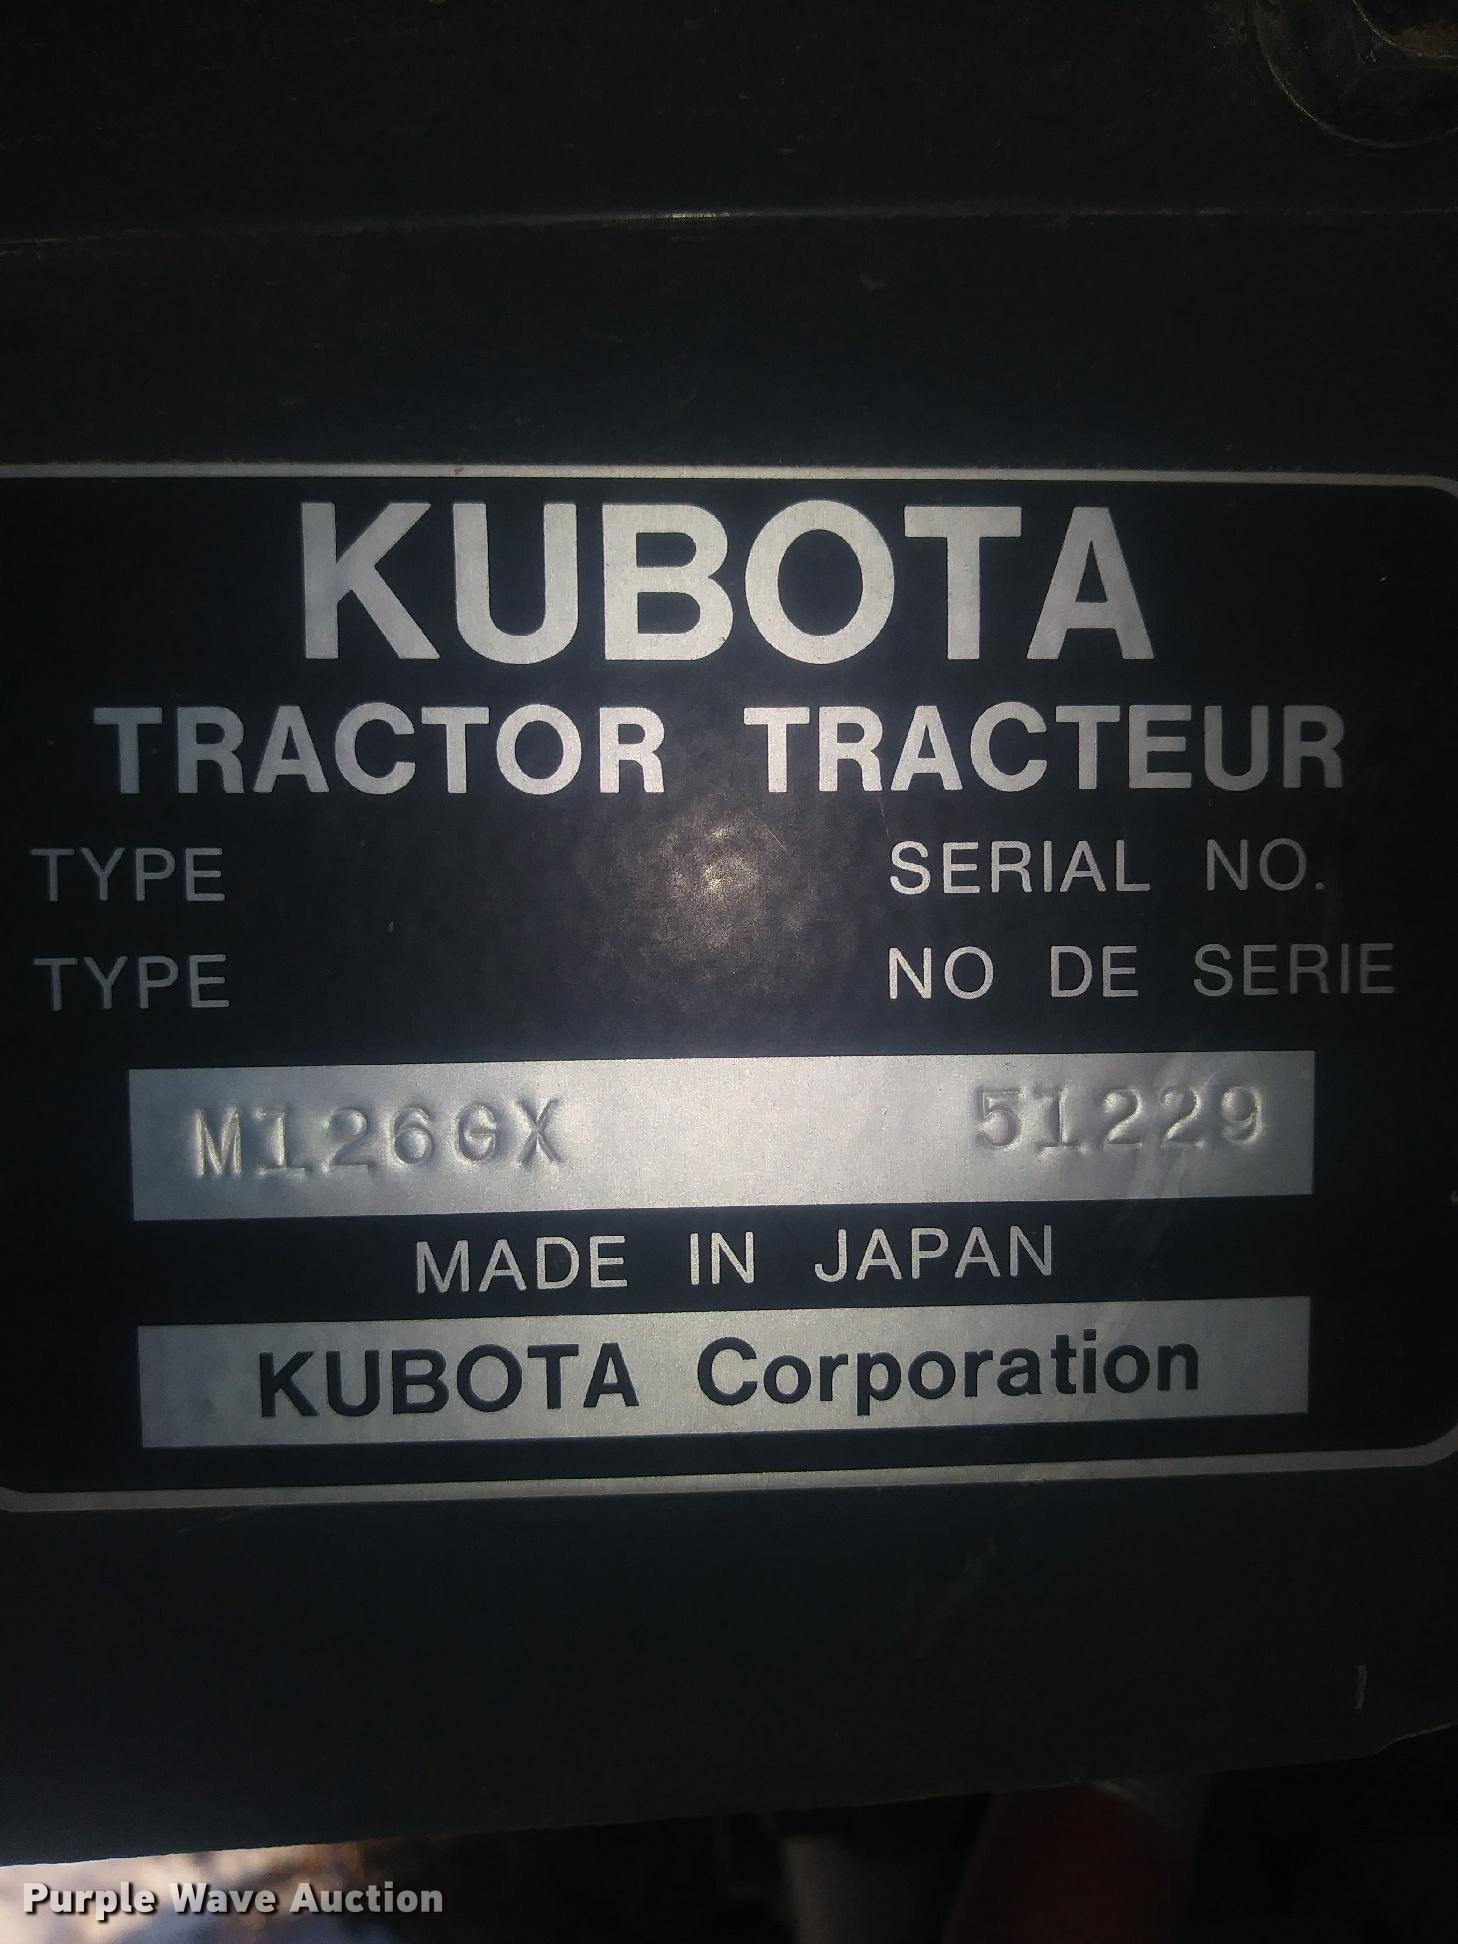 KUBOTA
TRACTOR TRACTEUR
TYPE SERIAL NO.
TYPE NO DE SERIE
M126GX 51229
MADE IN JAPAN
KUBOTA Corporation
Purple Wave Auction